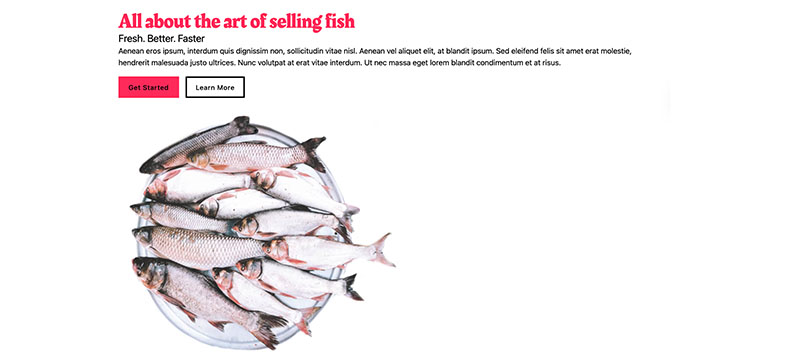 All about the art of selling fish
Fresh. Better. Faster
Aenean eros ipsum, interdum quis dignissim non, sollicitudin vitae nisl. Aenean vel aliquet elit, at blandit ipsum. Sed eleifend felis sit amet erat molestie,
hendrerit malesuada justo ultrices. Nunc volutpat at erat vitae interdum. Ut nec massa eget lorem blandit condimentum et at risus.
Get Started
Learn More